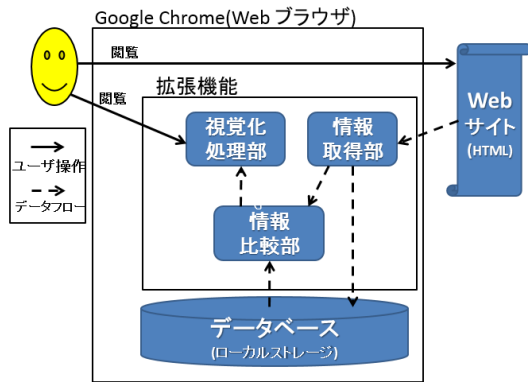 Google Chrome(Web ブラウザ)
閲覧
閲覧
拡張機能
視覚化
処理部
情報
取得部
Web
サイト
(HTML)
ユーザ操作
データフロー
情報
比較部
データベース
(ローカルストレージ)